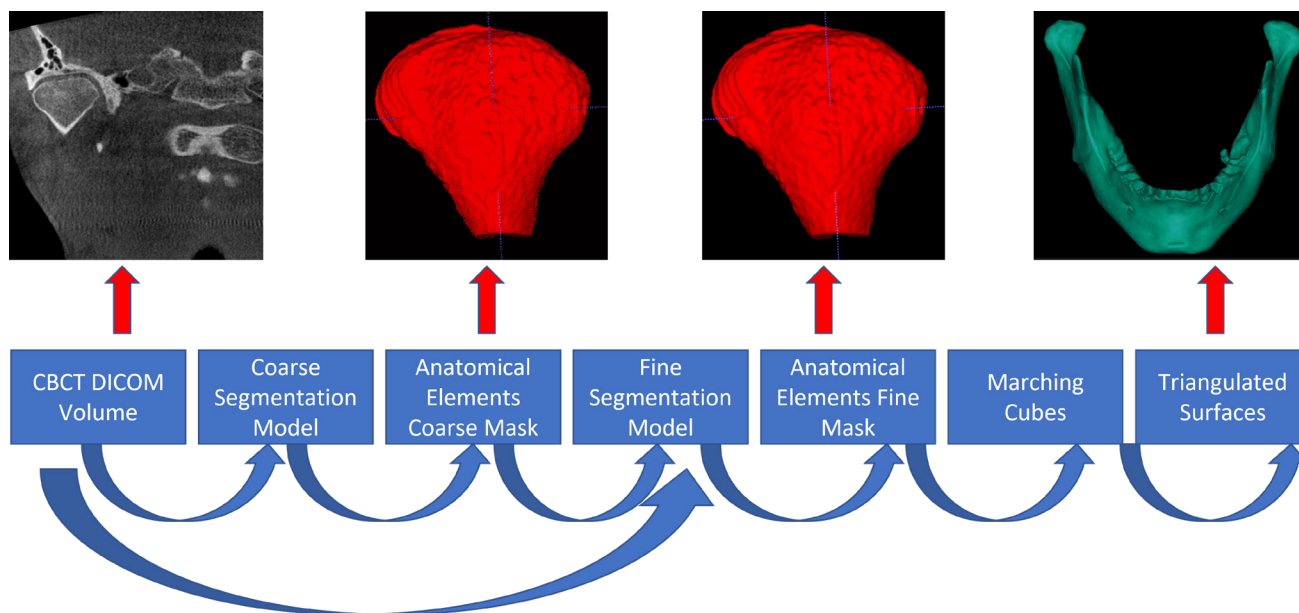 CBCT DICOM
Volume
Coarse
Segmentation
Model
Anatomical
Elements
Coarse Mask
Fine
Segmentation
Model
Anatomical
Elements Fine
Mask
Marching
Cubes
Triangulated
Surfaces